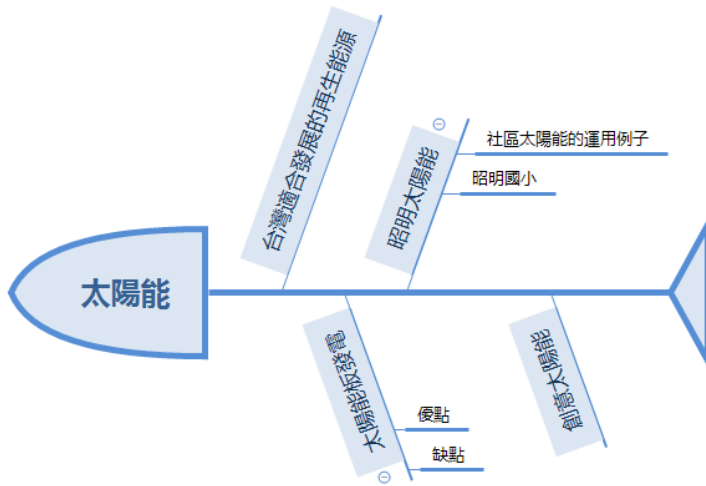 台灣適合發展的再生能源
昭明太陽能
社區太陽能的運用例子
昭明國小
太陽能
太陽能板發電
優點
缺點
創意太陽能